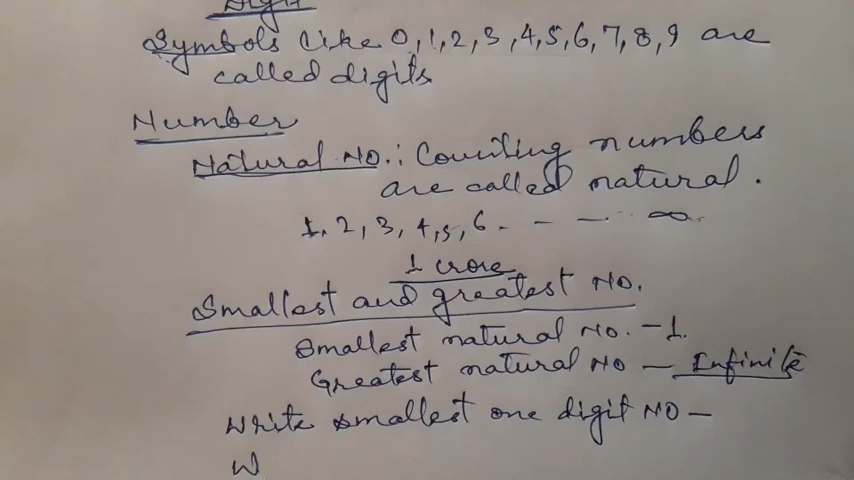 Digit
Symbols like 0,1,2,3,4,5,6,7,8,9 are
called digits
Number
Natural NO.: Counting numbers
are called natural.
1, 2, 3, 4, 5, 6. - - ∞
1 crore
Smallest and greatest NO.
Smallest natural NO. - 1.
Greatest natural NO - Infinite
Write smallest one digit NO -
W